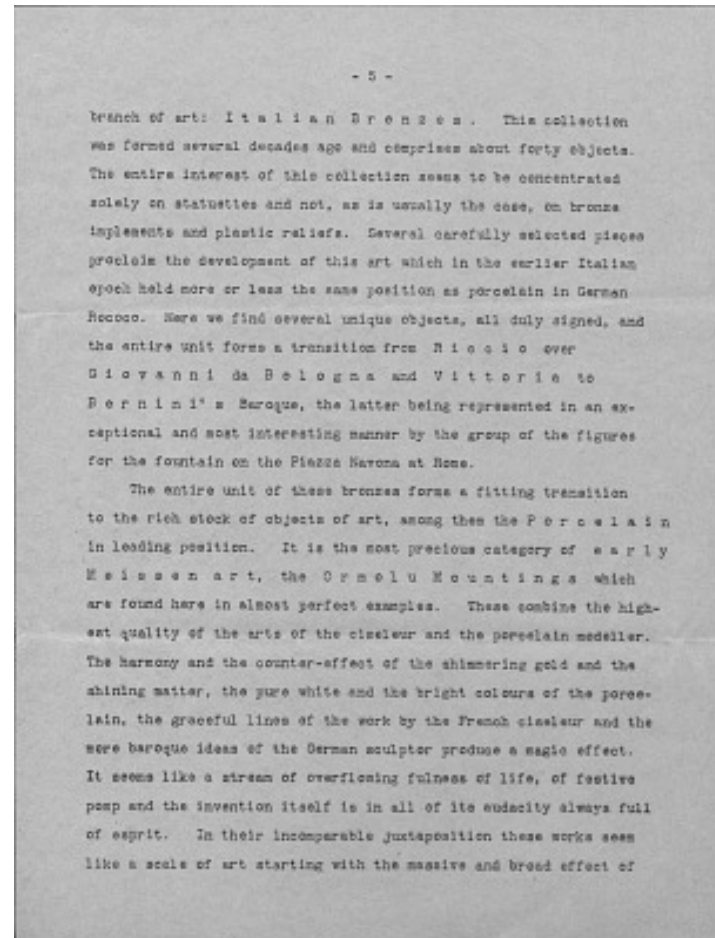 - 5 -
branch of art: I t a l i a n B r o n z e s . This collection
was formed several decades ago and comprises about forty objects.
The entire interest of this collection seems to be concentrated
solely on statuettes and not, as is usually the case, on bronze
implements and plastic reliefs. Several carefully selected pieces
proclaim the development of this art which in the earlier Italian
epoch held more or less the same position as porcelain in German
Rococo. Here we find several unique objects, all duly signed, and
the entire unit forms a transition from R i c c i o over
G i o v a n n i da B o l o g n a and V i t t o r i a to
B e r n i n i ' s Baroque, the latter being represented in an ex-
ceptional and most interesting manner by the group of the figures
for the fountain on the Piazza Navona at Rome.
The entire unit of these bronzes forms a fitting transition
to the rich stock of objects of art, among them the P o r c e l a i n
in leading position. It is the most precious category of e a r l y
M e i s s e n a r t, the O r m o l u M o u n t i n g s which
are found here in almost perfect examples. These combine the high-
est quality of the arts of the ciseleur and the porcelain modeller.
The harmony and the counter-effect of the shimmering gold and the
shining matter, the pure white and the bright colours of the porce-
lain, the graceful lines of the work by the French ciseleur and the
more baroque ideas of the German sculptor produce a magic effect.
It seems like a stream of overflowing fulness of life, of festive
pomp and the invention itself is in all of its audacity always full
of esprit. In their incomparable juxtaposition these works seem
like a scale of art starting with the massive and broad effect of